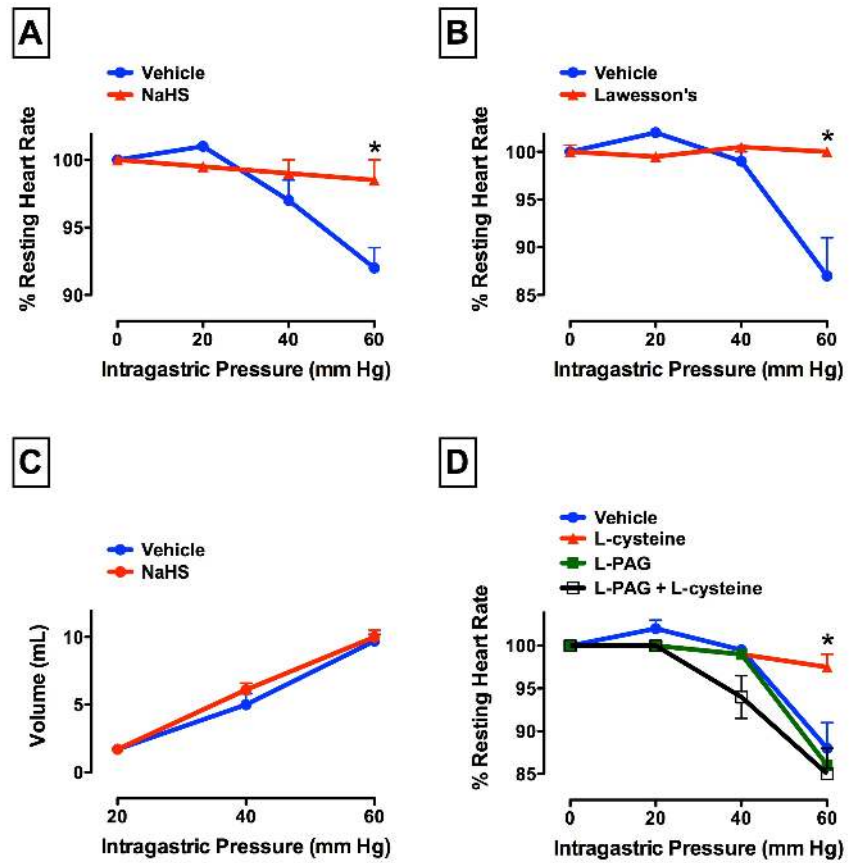 A
Vehicle
NaHS
% Resting Heart Rate
100
95
90
*
0 20 40 60
Intragastric Pressure (mm Hg)
B
Vehicle
Lawesson's
% Resting Heart Rate
100
95
90
85
*
0 20 40 60
Intragastric Pressure (mm Hg)
C
Vehicle
NaHS
Volume (mL)
10
5
0
20 40 60
Intragastric Pressure (mm Hg)
D
Vehicle
L-cysteine
L-PAG
L-PAG + L-cysteine
% Resting Heart Rate
100
95
90
85
*
0 20 40 60
Intragastric Pressure (mm Hg)